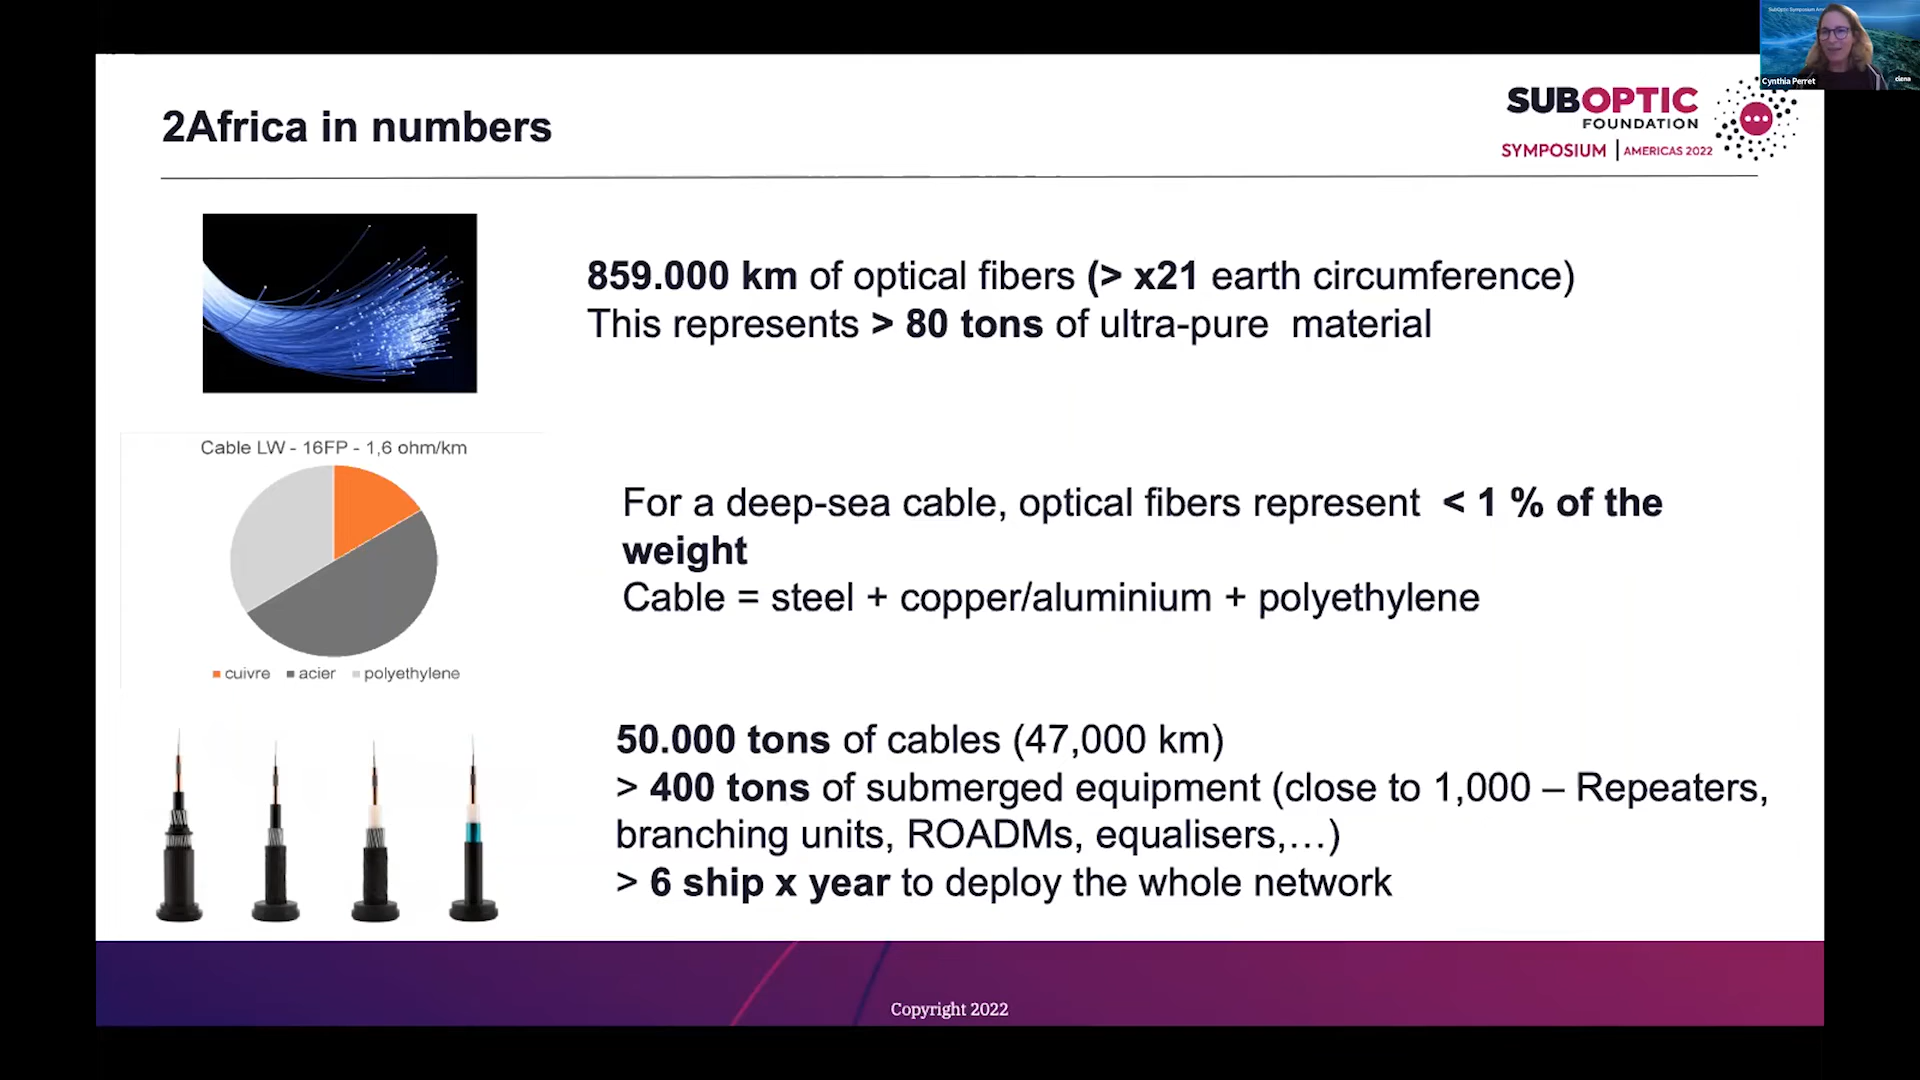 SubOptic Symposium Am
Cynthia Perret
ciena
2Africa in numbers
SUBOPTIC
FOUNDATION
SYMPOSIUM | AMERICAS 2022
859.000 km of optical fibers (> x21 earth circumference)
This represents > 80 tons of ultra-pure material
Cable LW - 16FP - 1,6 ohm/km
cuivre acier polyethylene
For a deep-sea cable, optical fibers represent < 1 % of the
weight
Cable = steel + copper/aluminium + polyethylene
50.000 tons of cables (47,000 km)
> 400 tons of submerged equipment (close to 1,000 – Repeaters,
branching units, ROADMs, equalisers,…)
> 6 ship x year to deploy the whole network
Copyright 2022